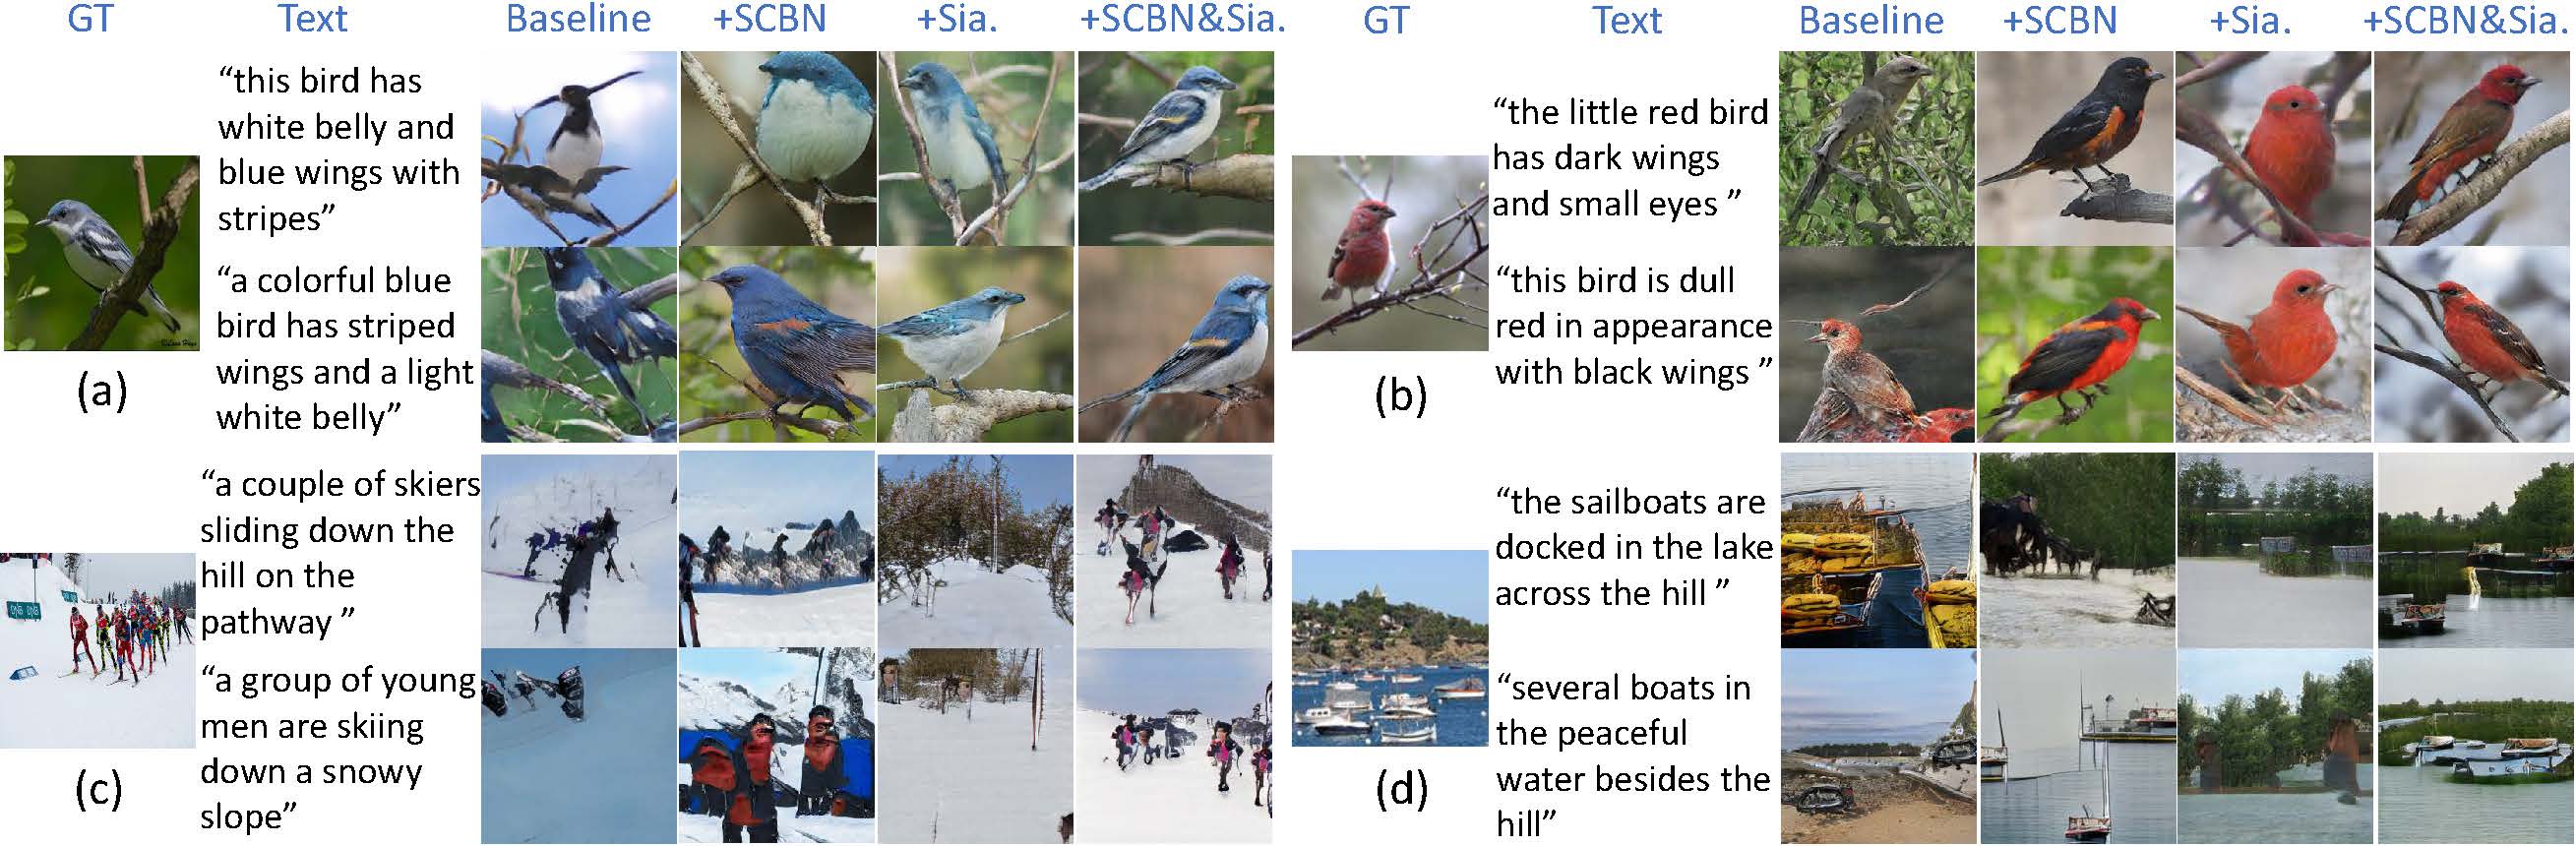 GT Text Baseline +SCBN +Sia. +SCBN&Sia. GT Text Baseline +SCBN +Sia. +SCBN&Sia.
“this bird has
white belly and
blue wings with
stripes”
“a colorful blue
bird has striped
wings and a light
white belly”
(a)
“the little red bird
has dark wings
and small eyes ”
“this bird is dull
red in appearance
with black wings ”
(b)
“a couple of skiers
sliding down the
hill on the
pathway ”
“a group of young
men are skiing
down a snowy
slope”
(c)
“the sailboats are
docked in the lake
across the hill ”
“several boats in
the peaceful
water besides the
hill”
(d)